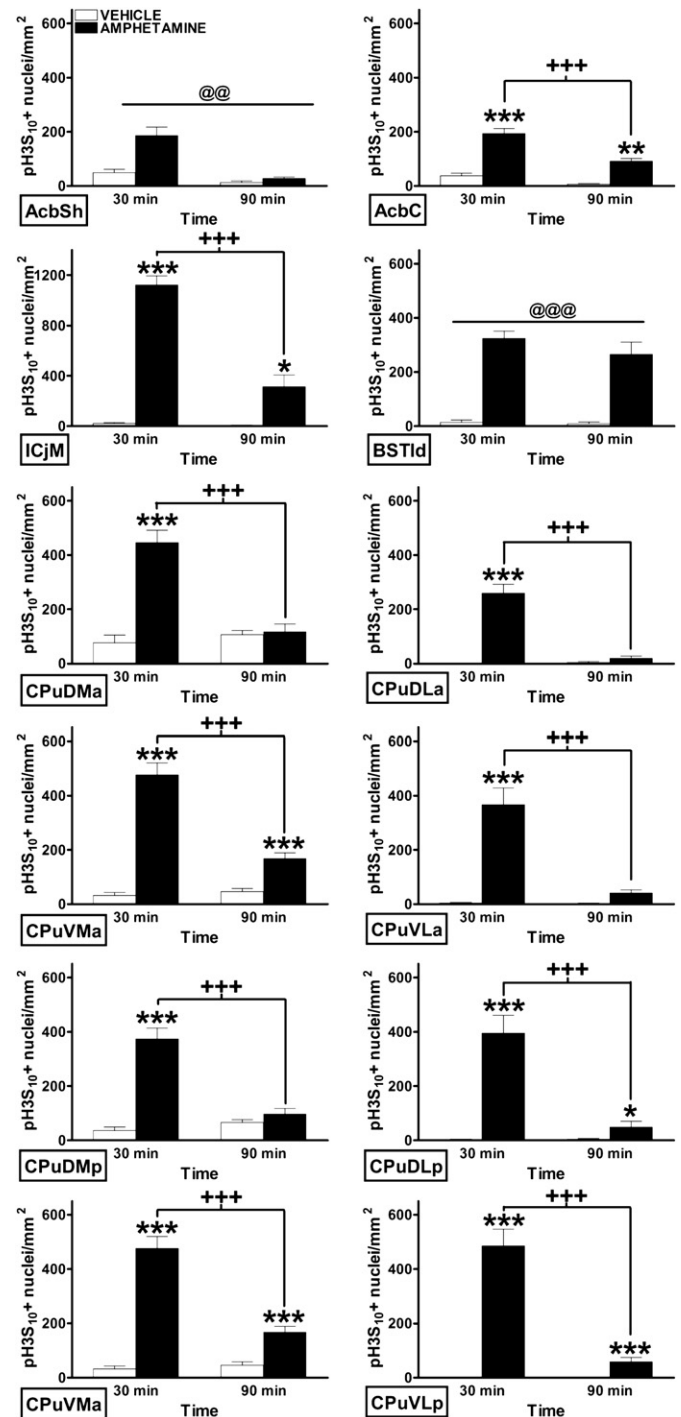 VEHICLE
AMPHETAMINE
pH3S₁₀+ nuclei/mm²
600
400
200
0
@@
30 min
90 min
Time
AcbSh
pH3S₁₀+ nuclei/mm²
600
400
200
0
***
+++
**
30 min
90 min
Time
AcbC
pH3S₁₀+ nuclei/mm²
1200
800
400
0
***
+++
*
30 min
90 min
Time
ICjM
pH3S₁₀+ nuclei/mm²
600
400
200
0
@@@
30 min
90 min
Time
BSTld
pH3S₁₀+ nuclei/mm²
600
400
200
0
***
+++
30 min
90 min
Time
CPuDMa
pH3S₁₀+ nuclei/mm²
600
400
200
0
***
+++
30 min
90 min
Time
CPuDLa
pH3S₁₀+ nuclei/mm²
600
400
200
0
***
+++
***
30 min
90 min
Time
CPuVMa
pH3S₁₀+ nuclei/mm²
600
400
200
0
***
+++
30 min
90 min
Time
CPuVLa
pH3S₁₀+ nuclei/mm²
600
400
200
0
***
+++
30 min
90 min
Time
CPuDMp
pH3S₁₀+ nuclei/mm²
600
400
200
0
***
+++
*
30 min
90 min
Time
CPuDLp
pH3S₁₀+ nuclei/mm²
600
400
200
0
***
+++
***
30 min
90 min
Time
CPuVMa
pH3S₁₀+ nuclei/mm²
600
400
200
0
***
+++
***
30 min
90 min
Time
CPuVLp